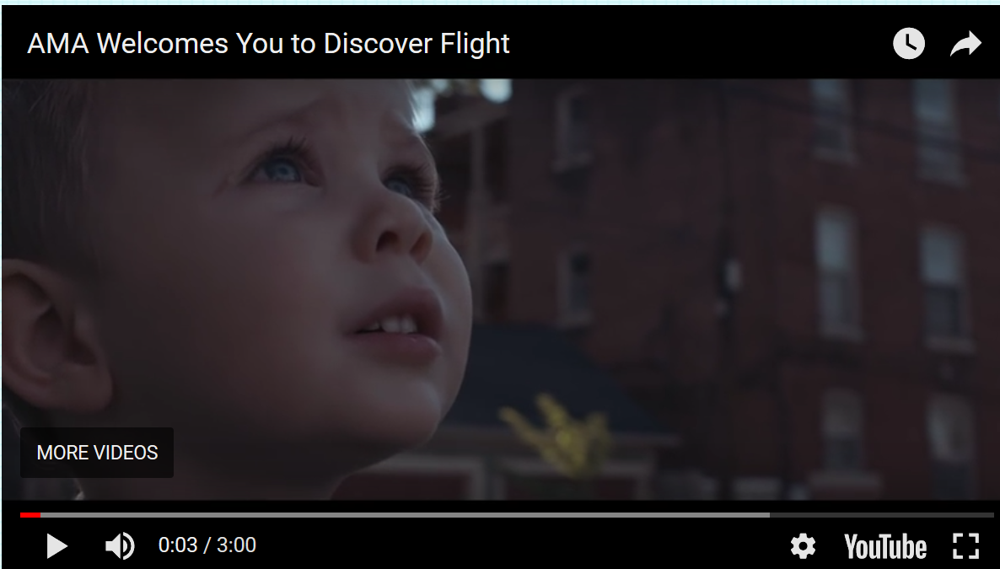 AMA Welcomes You to Discover Flight
MORE VIDEOS
0:03 / 3:00
YouTube